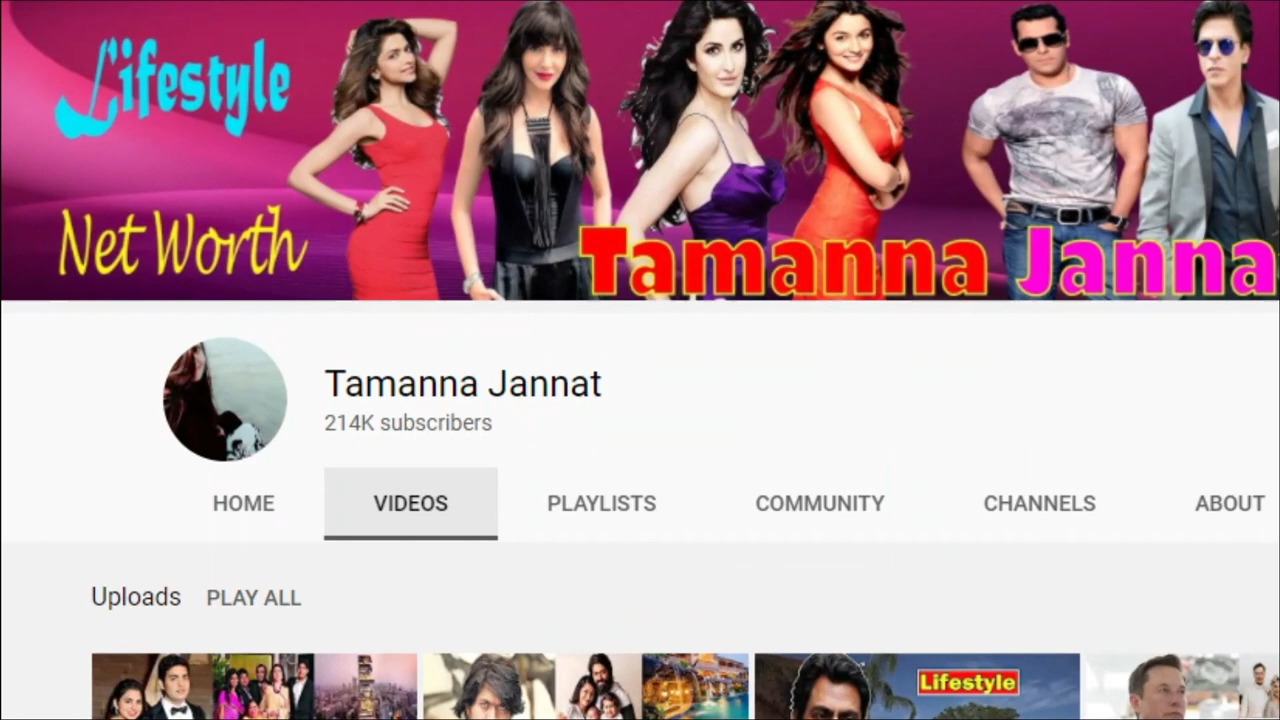 Lifestyle
Net Worth
Tamanna Janna
Tamanna Jannat
214K subscribers
HOME VIDEOS PLAYLISTS COMMUNITY CHANNELS ABOUT
Uploads PLAY ALL
Lifestyle